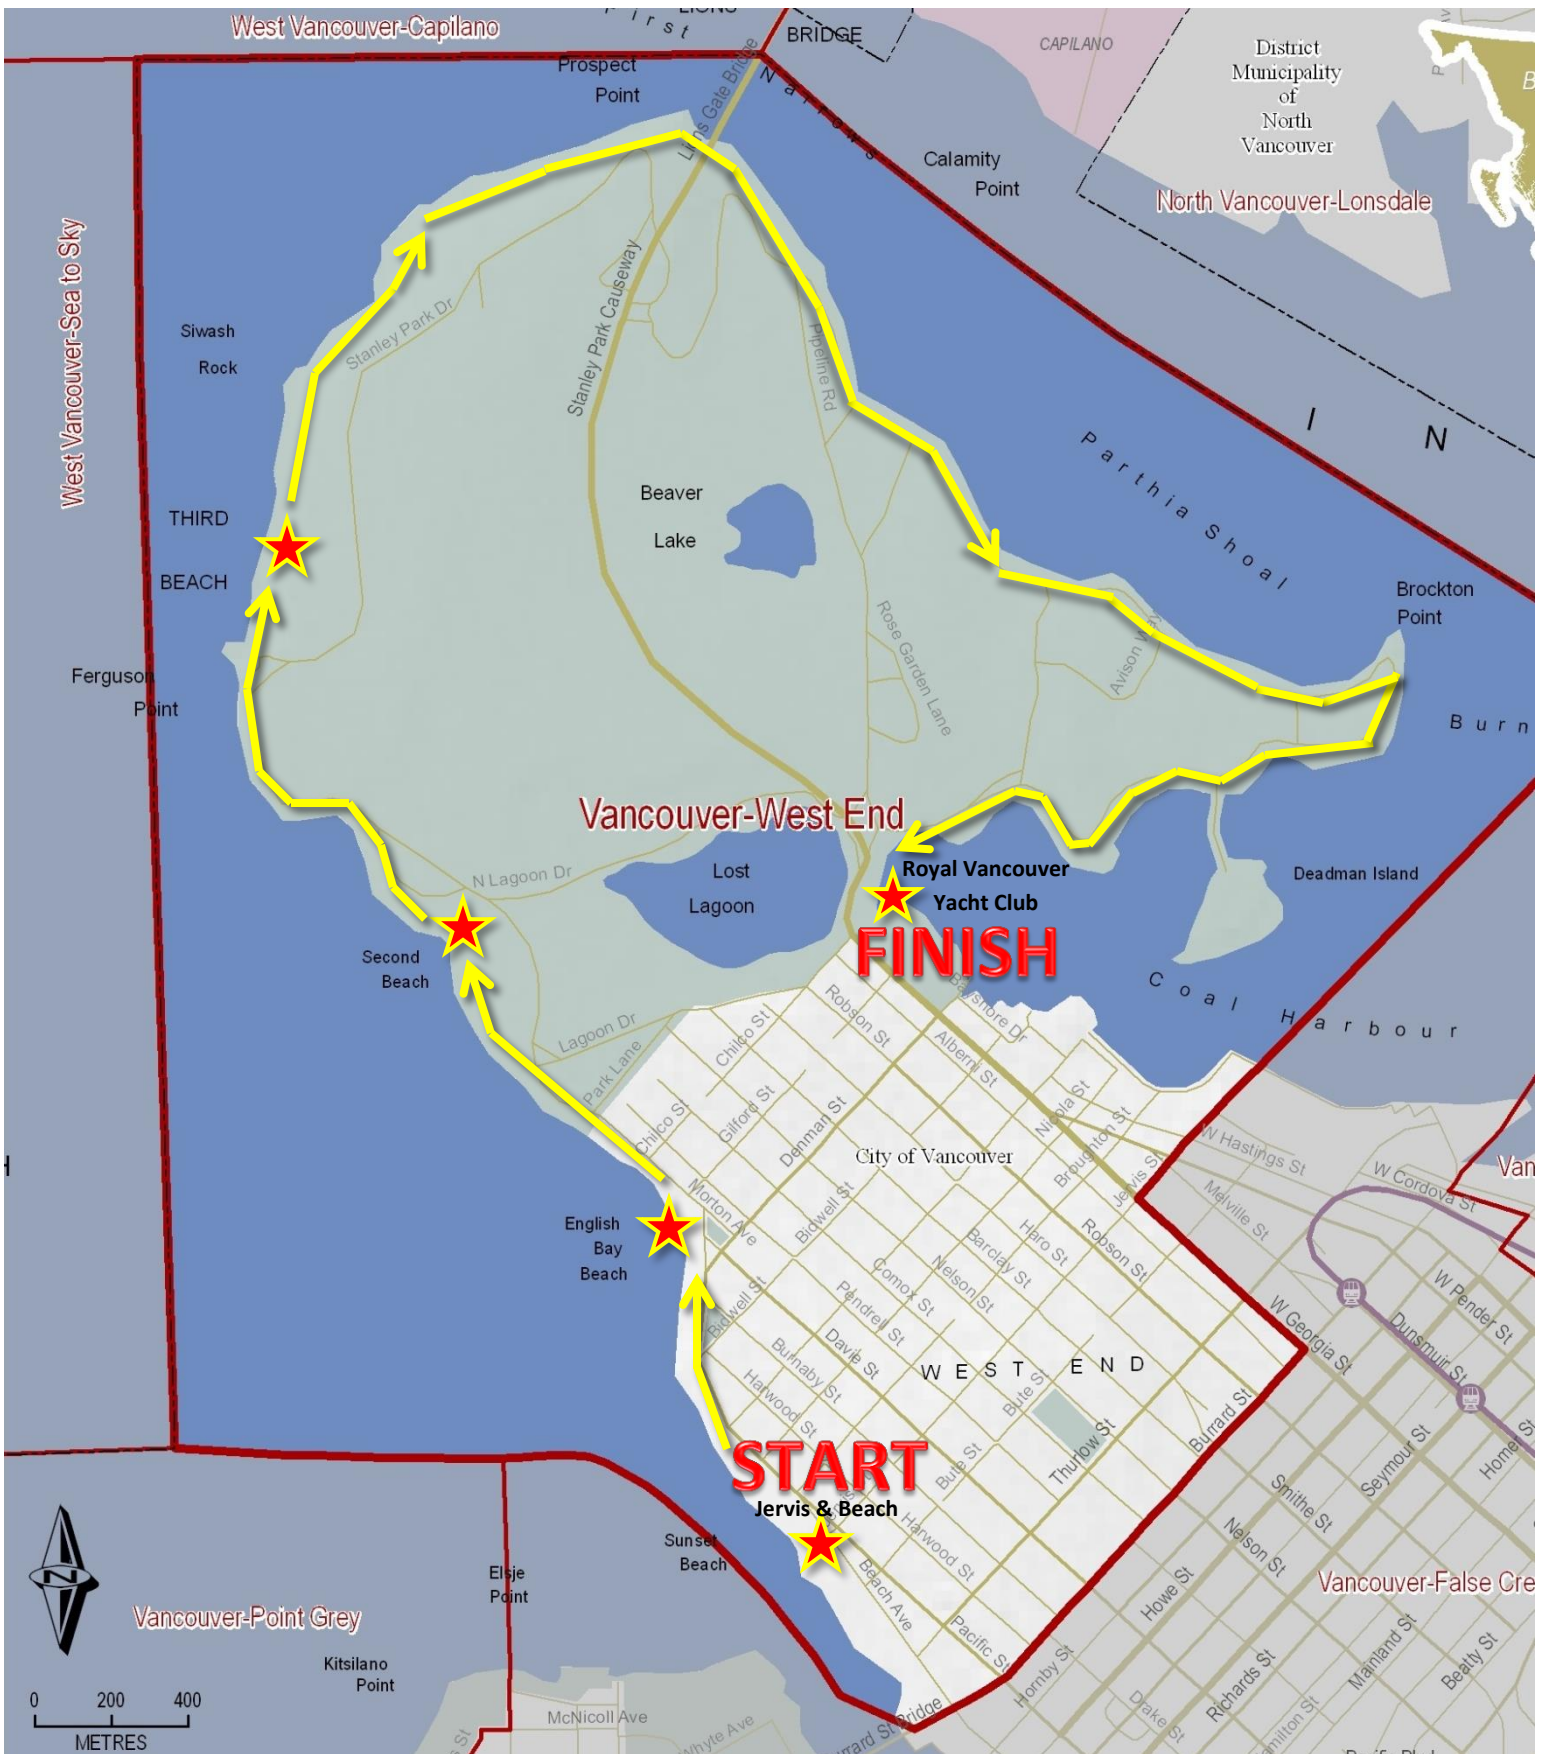 LIONS
First
West Vancouver-Capilano
BRIDGE
CAPILANO
District
Municipality
of
North
Vancouver
Prospect
Point
Lions Gate Bridge
Narrows
Calamity
Point
North Vancouver-Lonsdale
West Vancouver-Sea to Sky
Siwash
Rock
Stanley Park Dr
Stanley Park Causeway
Pipeline Rd
I N
Parthia Shoal
Beaver
Lake
THIRD
BEACH
Brockton
Point
Rose Garden Lane
Avison Way
Ferguson
Point
Burn
Vancouver-West End
N Lagoon Dr
Lost
Lagoon
Royal Vancouver
Yacht Club
FINISH
Deadman Island
Second
Beach
Coal Harbour
Bayshore Dr
Robson St
Alberni St
Lagoon Dr
Park Lane
Chilco St
Chilco St
Gilford St
Denman St
Nicola St
Broughton St
Jervis St
City of Vancouver
W Hastings St
W Cordova St
Van
Melville St
English
Bay
Beach
Morton Ave
Bidwell St
Bidwell St
Haro St
Barclay St
Nelson St
Comox St
Pendrell St
Davie St
Burnaby St
Harwood St
Robson St
W Georgia St
W Pender St
Dunsmuir St
WEST END
Bute St
Bute St
Thurlow St
Burrard St
Seymour St
Homer St
START
Jervis & Beach
Harwood St
Beach Ave
Pacific St
Smithe St
Nelson St
Howe St
Hornby St
Richards St
Mainland St
Beatty St
Hamilton St
Drake St
Sunset
Beach
Elsje
Point
Vancouver-Point Grey
Vancouver-False Cre
N
Kitsilano
Point
0 200 400
METRES
McNicoll Ave
Whyte Ave
rrard St Bridge